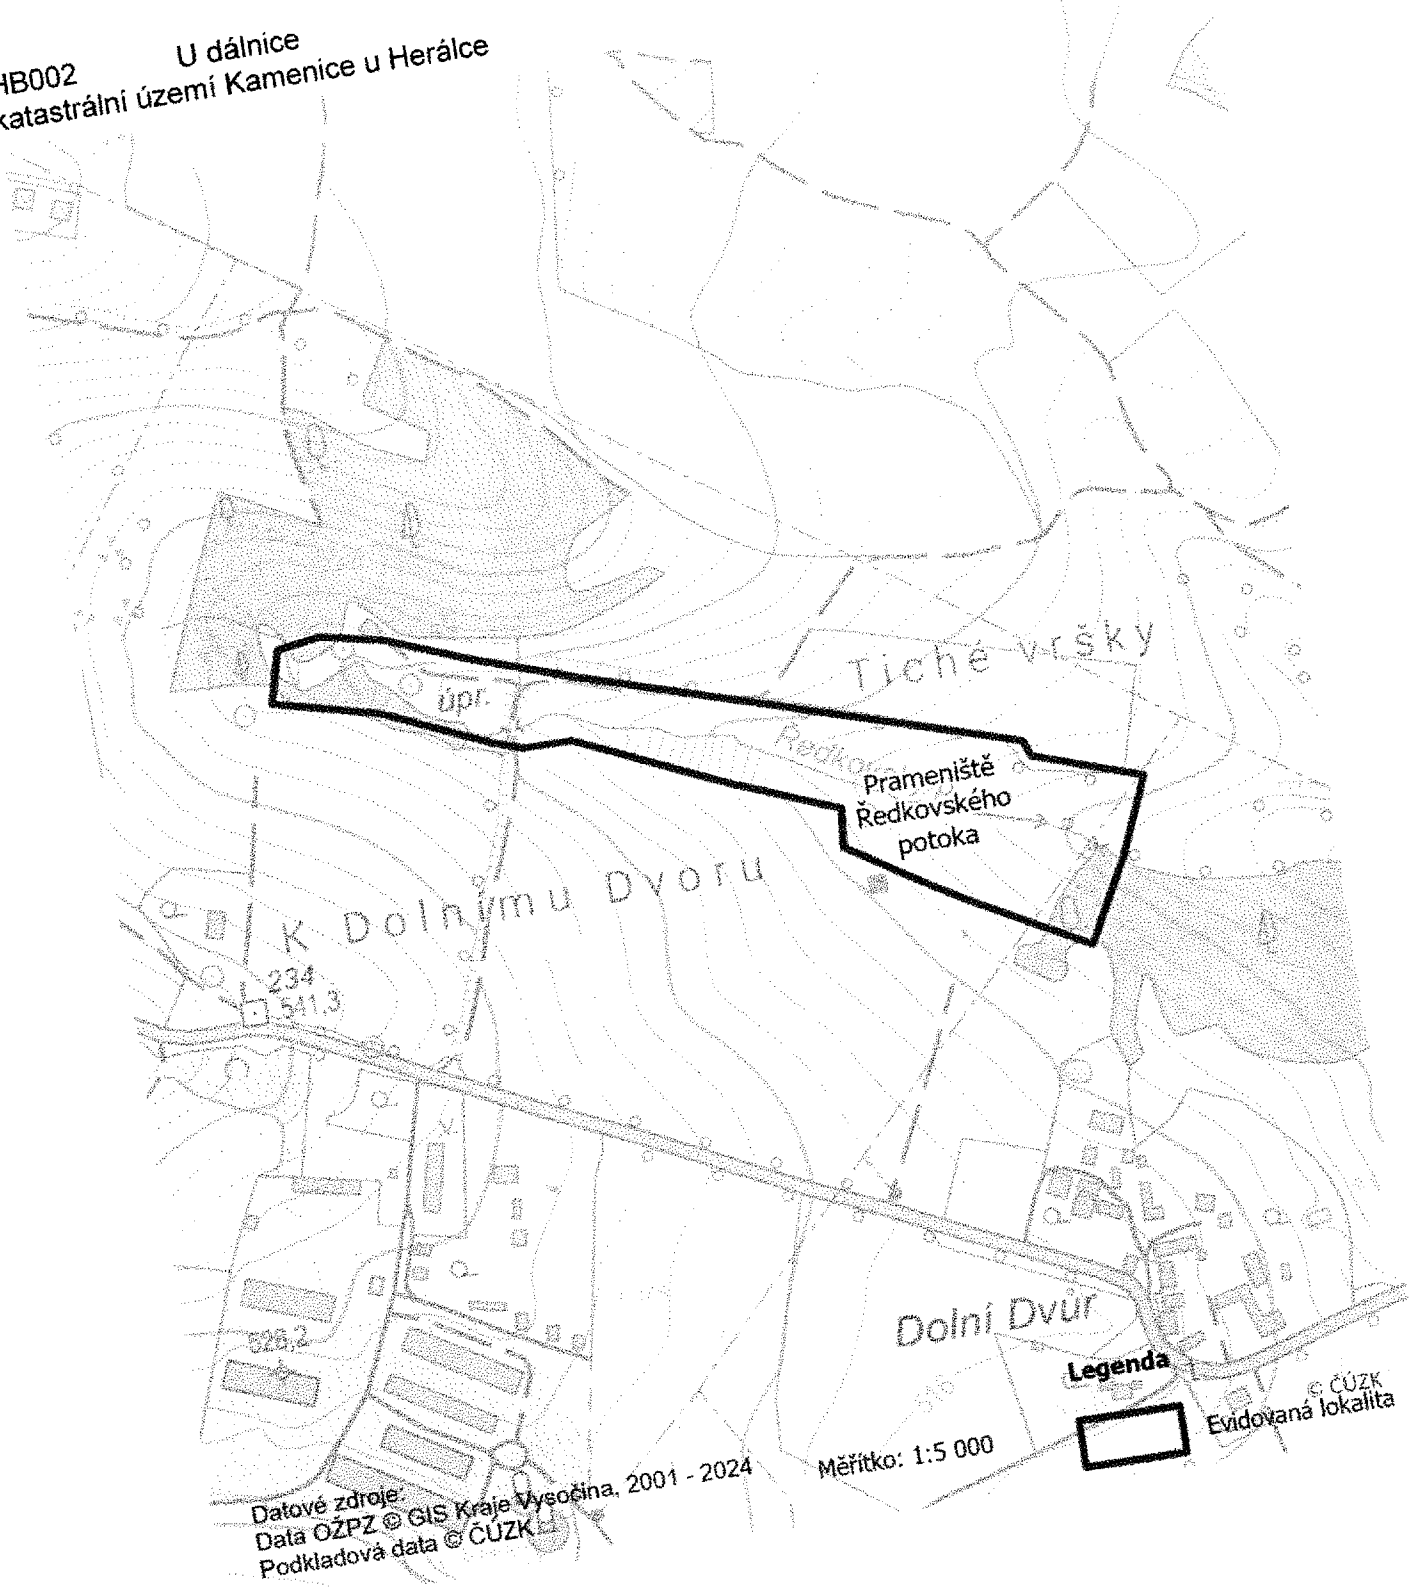 HB002 U dálnice
katastrální území Kamenice u Herálce
Tiché vršky
úpr.
Prameniště
Ředkovského
potoka
K Dolnímu Dvoru
234
541,3
Dolní Dvůr
528,2
Legenda
© ČÚZK
Evidovaná lokalita
Měřítko: 1:5 000
Datové zdroje:
Data OŽPZ © GIS Kraje Vysočina, 2001 - 2024
Podkladová data © ČÚZK